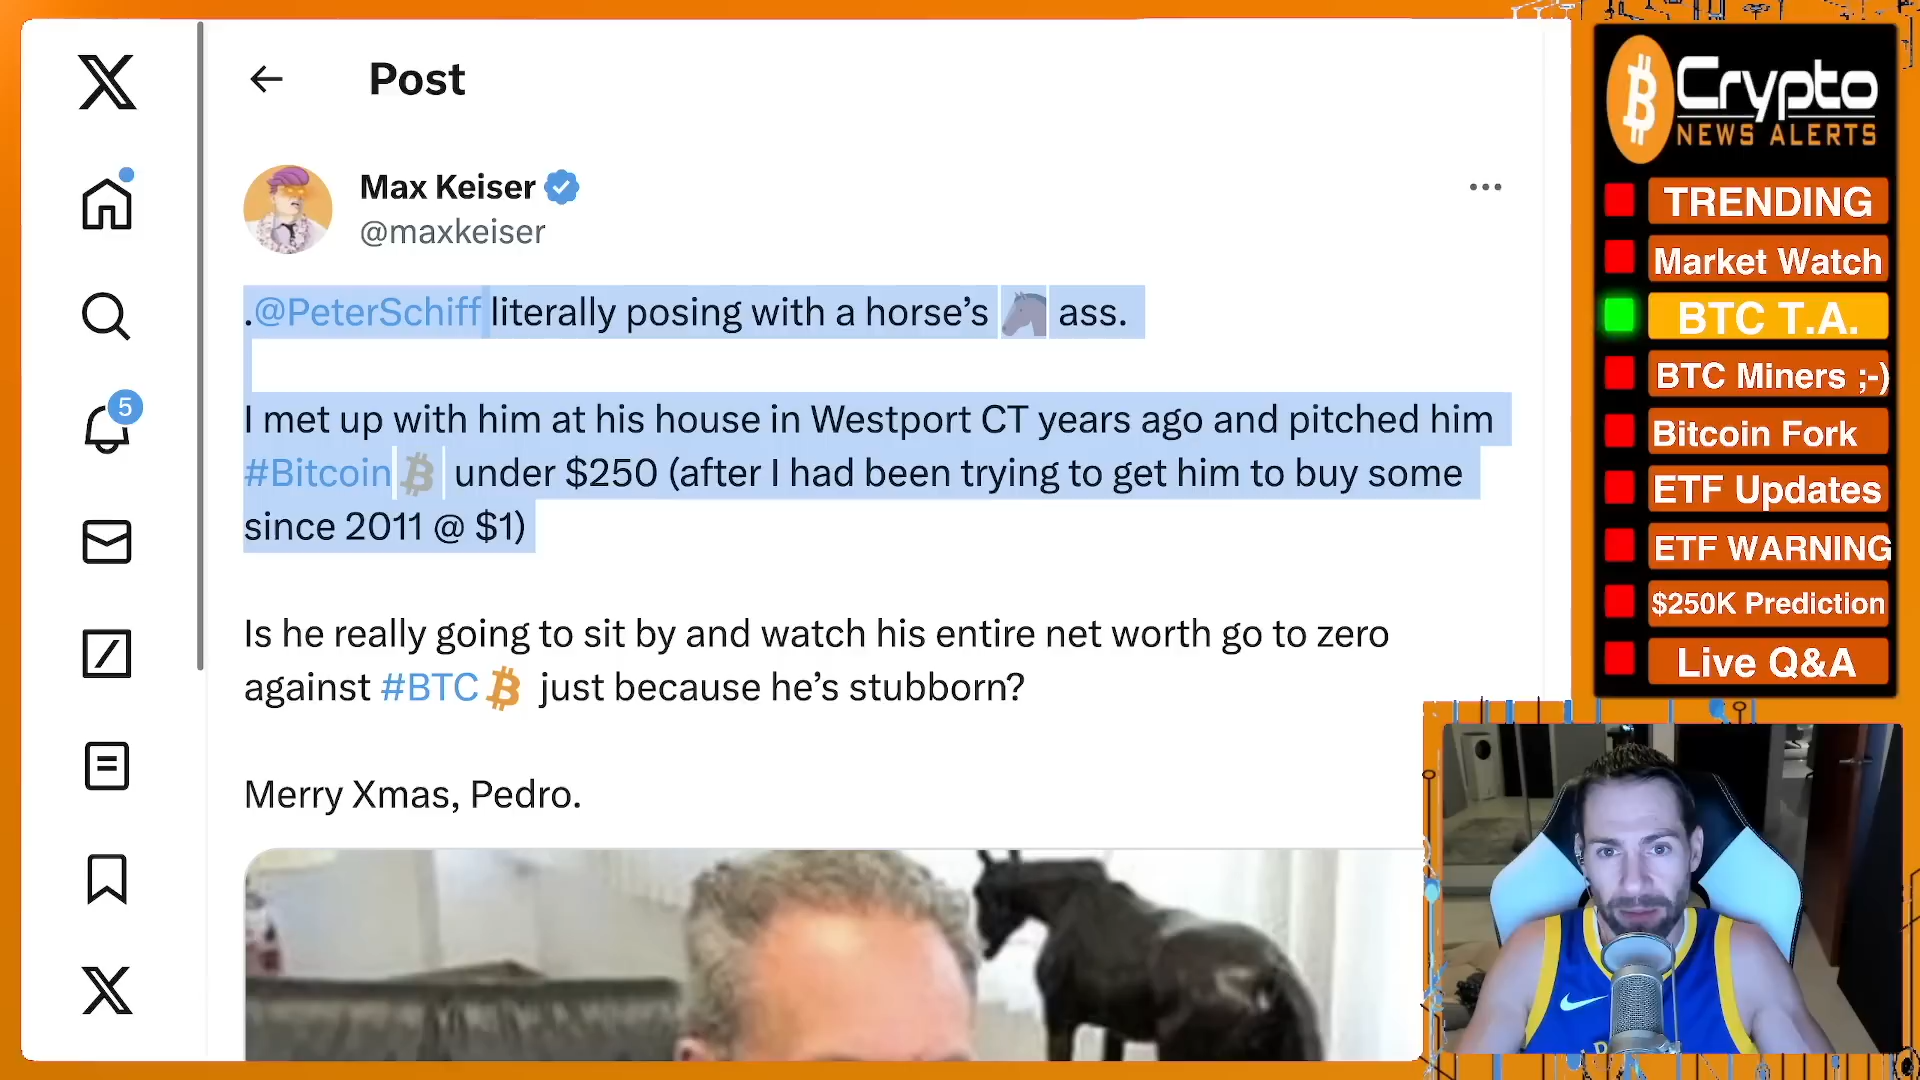 Post
Max Keiser
@maxkeiser
.@PeterSchiff literally posing with a horse’s 🐴 ass.
I met up with him at his house in Westport CT years ago and pitched him
#Bitcoin ₿ under $250 (after I had been trying to get him to buy some
since 2011 @ $1)
Is he really going to sit by and watch his entire net worth go to zero
against #BTC ₿ just because he’s stubborn?
Merry Xmas, Pedro.
5
Crypto
NEWS ALERTS
TRENDING
Market Watch
BTC T.A.
BTC Miners ;-)
Bitcoin Fork
ETF Updates
ETF WARNING
$250K Prediction
Live Q&A